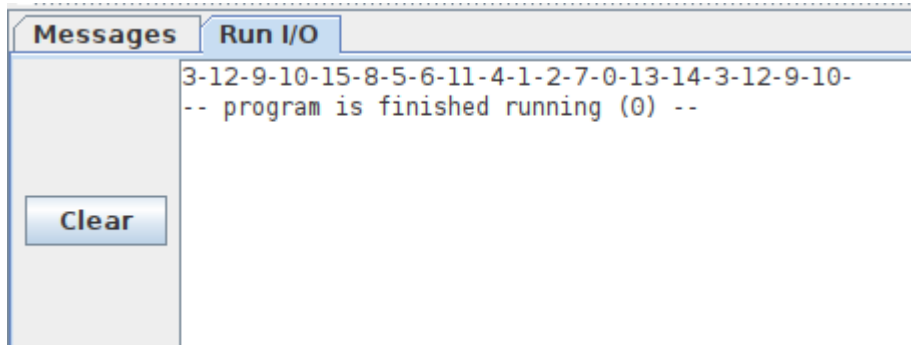 Messages Run I/O
3-12-9-10-15-8-5-6-11-4-1-2-7-0-13-14-3-12-9-10-
-- program is finished running (0) --
Clear